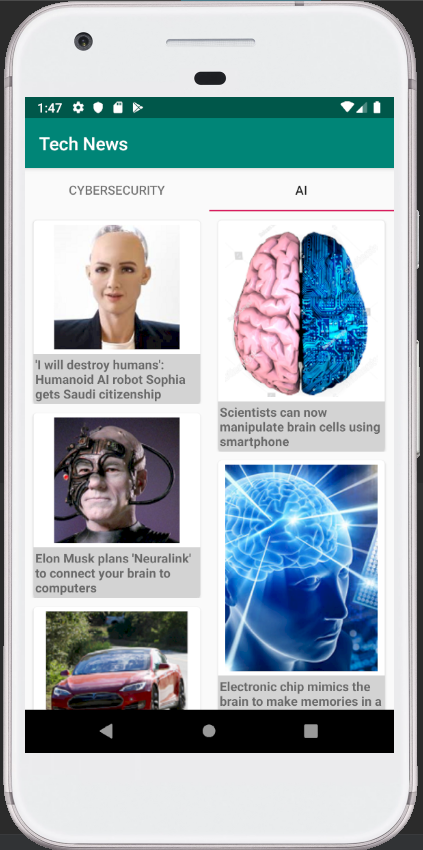 1:47
Tech News
CYBERSECURITY
AI
'I will destroy humans':
Humanoid AI robot Sophia
gets Saudi citizenship
Scientists can now
manipulate brain cells using
smartphone
Elon Musk plans 'Neuralink'
to connect your brain to
computers
Electronic chip mimics the
brain to make memories in a